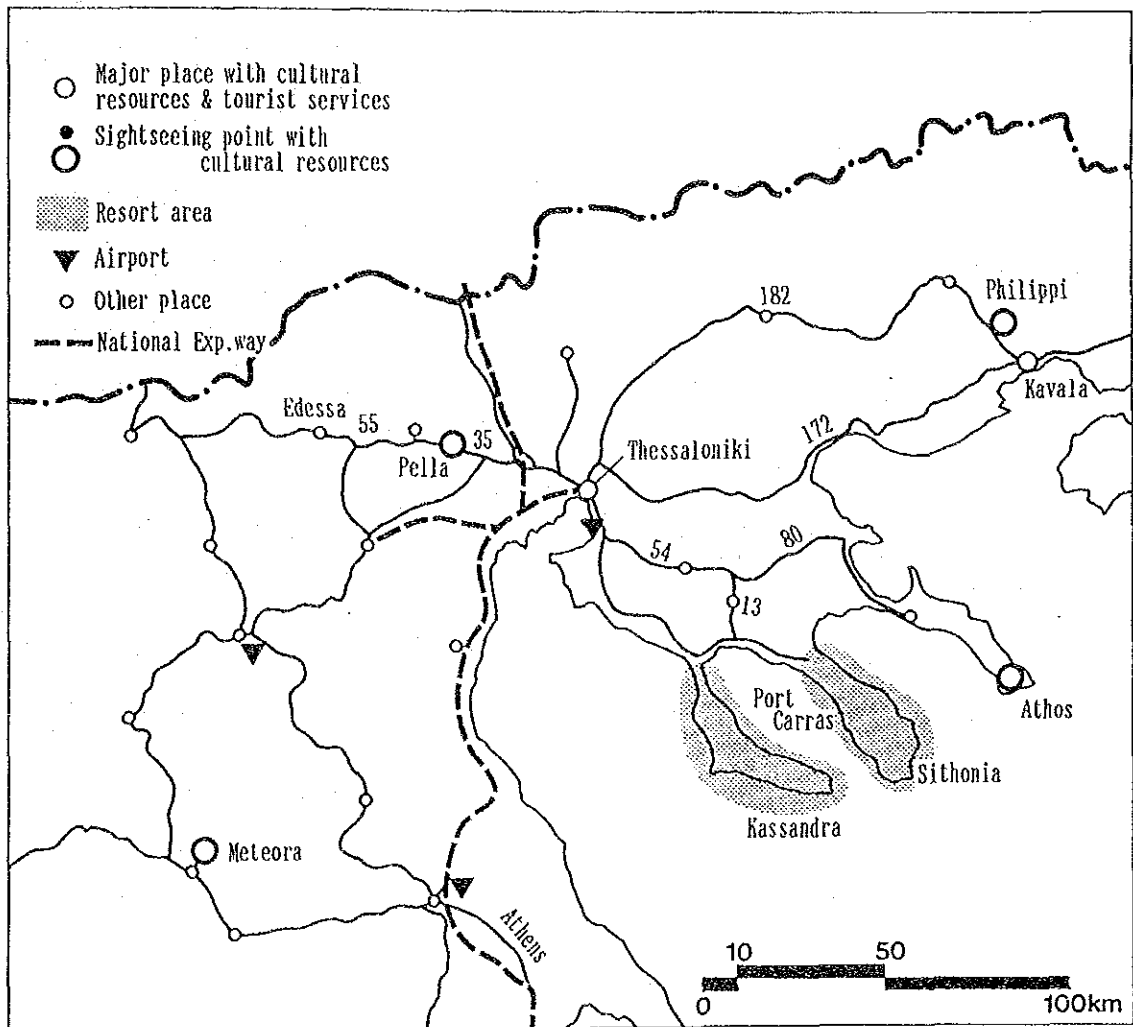 Major place with cultural
resources & tourist services
Sightseeing point with
cultural resources
Resort area
Airport
Other place
National Exp.way
182
Philippi
Kavala
Edessa
55
35
Pella
172
Thessaloniki
54
80
13
Port
Carras
Athos
Sithonia
Kassandra
Meteora
Athens
10
50
0
100km